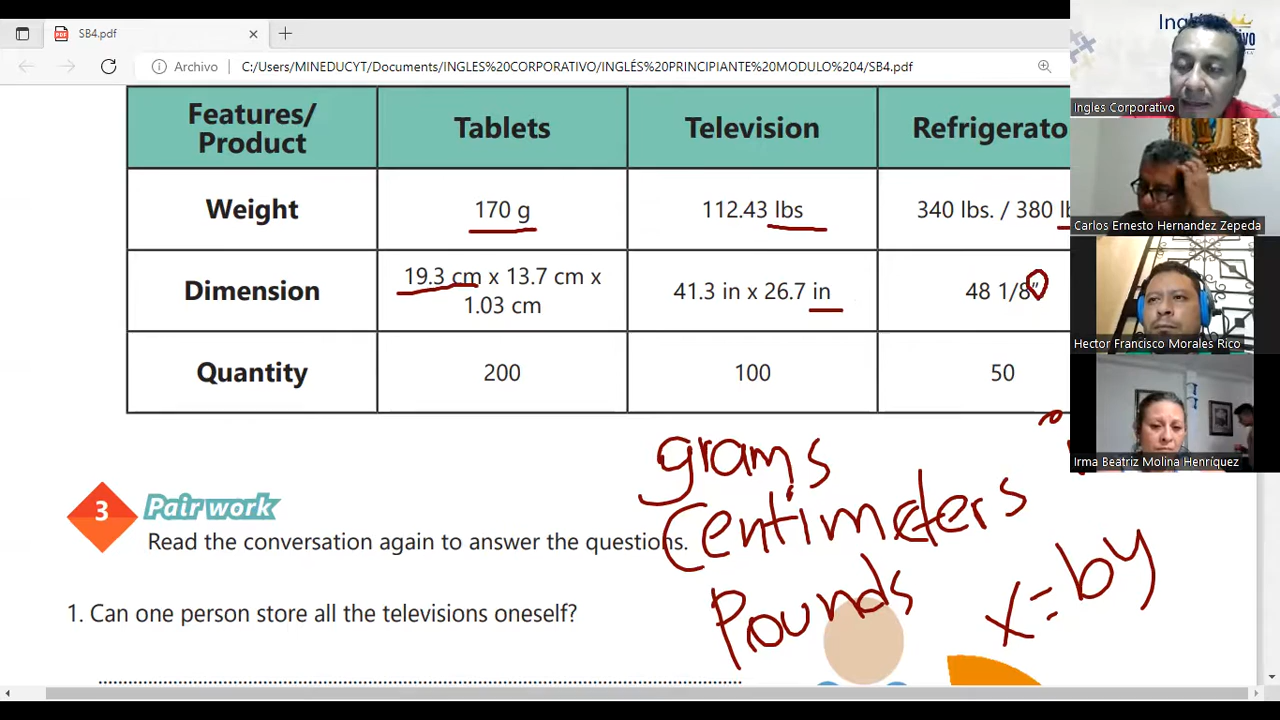 SB4.pdf
Archivo
C:/Users/MINEDUCYT/Documents/INGLES%20CORPORATIVO/INGLÉS%20PRINCIPIANTE%20MODULO%204/SB4.pdf
Features/
Product
Tablets
Television
Refrigerato
Weight
170 g
112.43 lbs
340 lbs. / 380 lb
Dimension
19.3 cm x 13.7 cm x
1.03 cm
41.3 in x 26.7 in
48 1/8"
Quantity
200
100
50
grams
Centimeters
Pounds
x = by
3
Pair work
Read the conversation again to answer the questions.
1. Can one person store all the televisions oneself?
Ingles Corporativo
Carlos Ernesto Hernandez Zepeda
Hector Francisco Morales Rico
Irma Beatriz Molina Henríquez